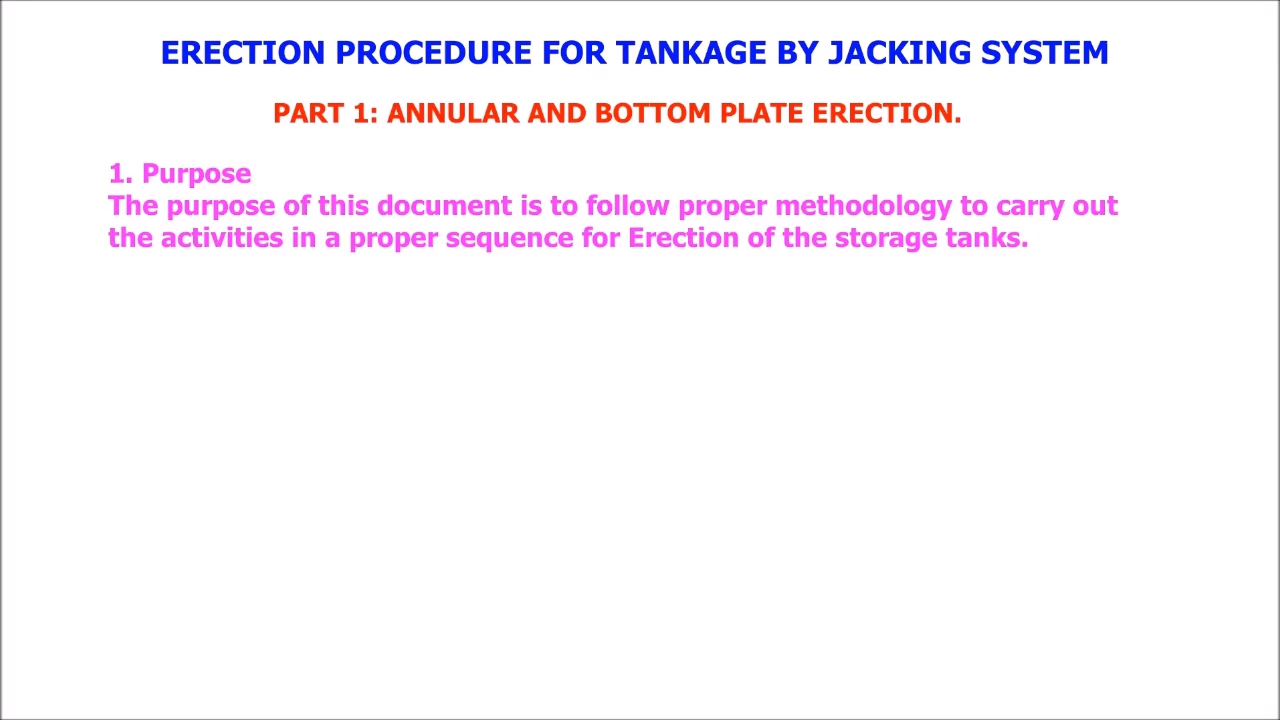 ERECTION PROCEDURE FOR TANKAGE BY JACKING SYSTEM
PART 1: ANNULAR AND BOTTOM PLATE ERECTION.
1. Purpose
The purpose of this document is to follow proper methodology to carry out
the activities in a proper sequence for Erection of the storage tanks.